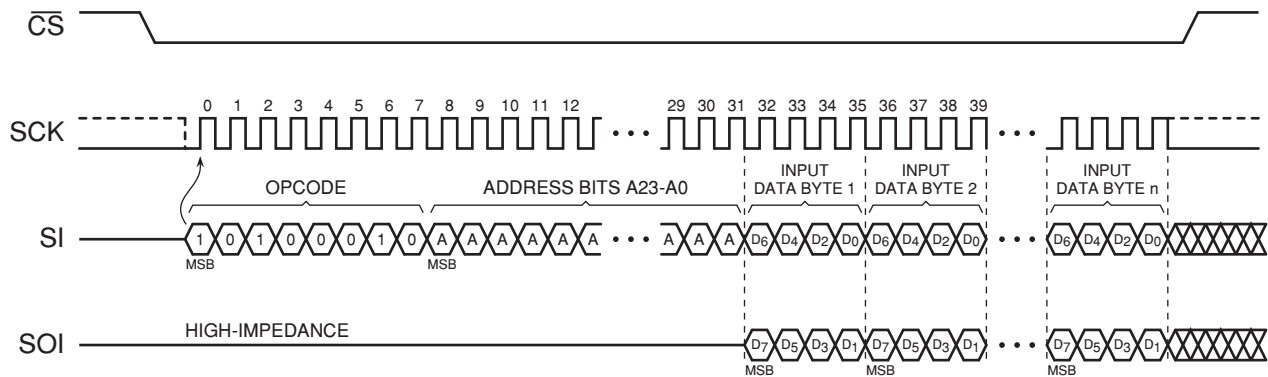 CS
0 1 2 3 4 5 6 7 8 9 10 11 12 29 30 31 32 33 34 35 36 37 38 39
SCK
OPCODE ADDRESS BITS A23-A0 INPUT DATA BYTE 1 INPUT DATA BYTE 2 INPUT DATA BYTE n
SI 1 0 1 0 0 0 1 0 A A A A A A A A A D6 D4 D2 D0 D6 D4 D2 D0 D6 D4 D2 D0
MSB MSB
HIGH-IMPEDANCE
SOI D7 D5 D3 D1 D7 D5 D3 D1 D7 D5 D3 D1
MSB MSB MSB